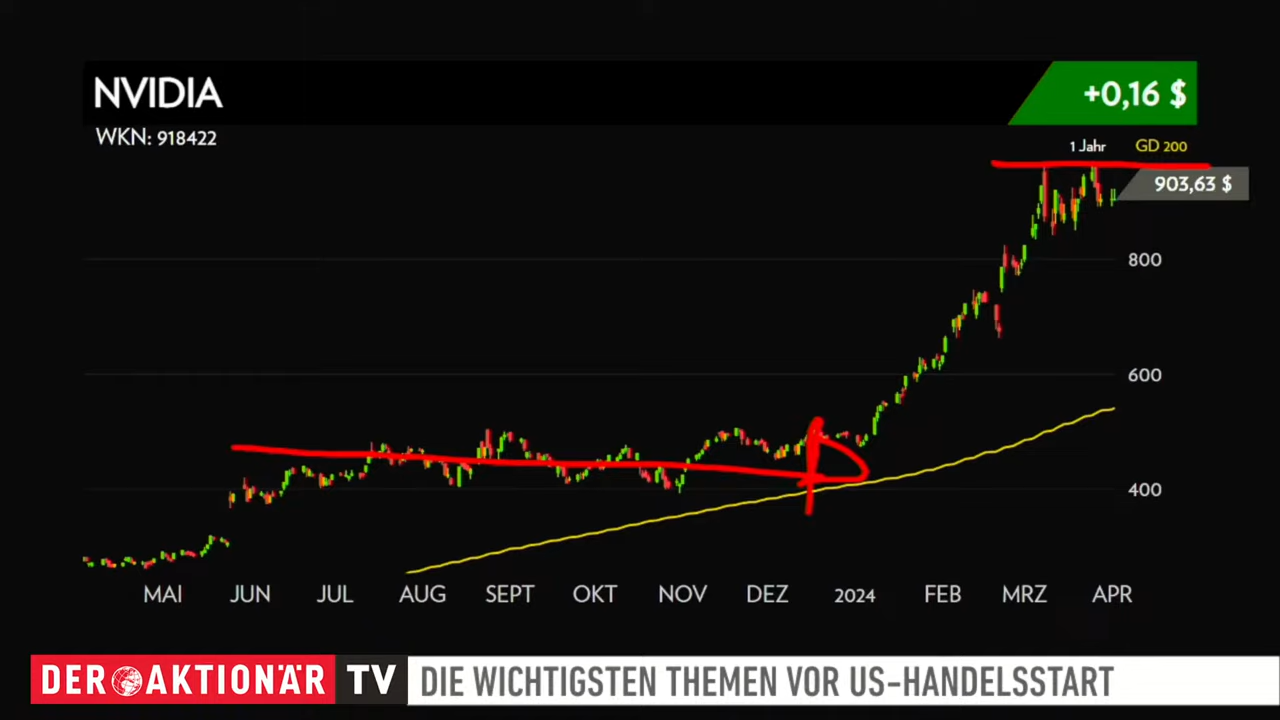 NVIDIA
+0,16 $
WKN: 918422
1 Jahr GD 200
903,63 $
800
600
400
MAI JUN JUL AUG SEPT OKT NOV DEZ 2024 FEB MRZ APR
DER AKTIONÄR TV DIE WICHTIGSTEN THEMEN VOR US-HANDELSSTART